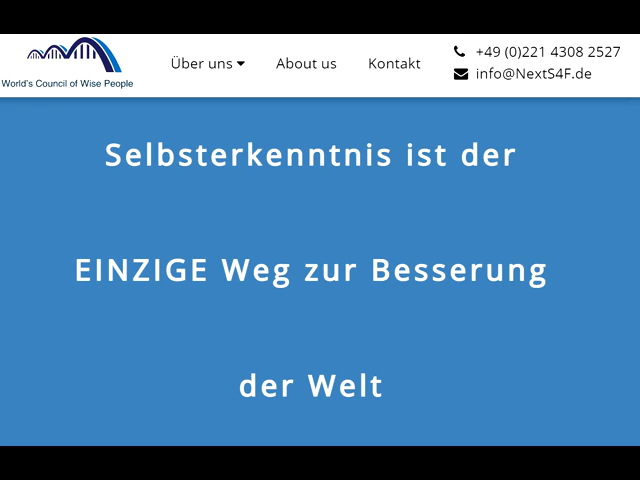 World's Council of Wise People
Über uns
About us
Kontakt
+49 (0)221 4308 2527
info@NextS4F.de
Selbsterkenntnis ist der
EINZIGE Weg zur Besserung
der Welt